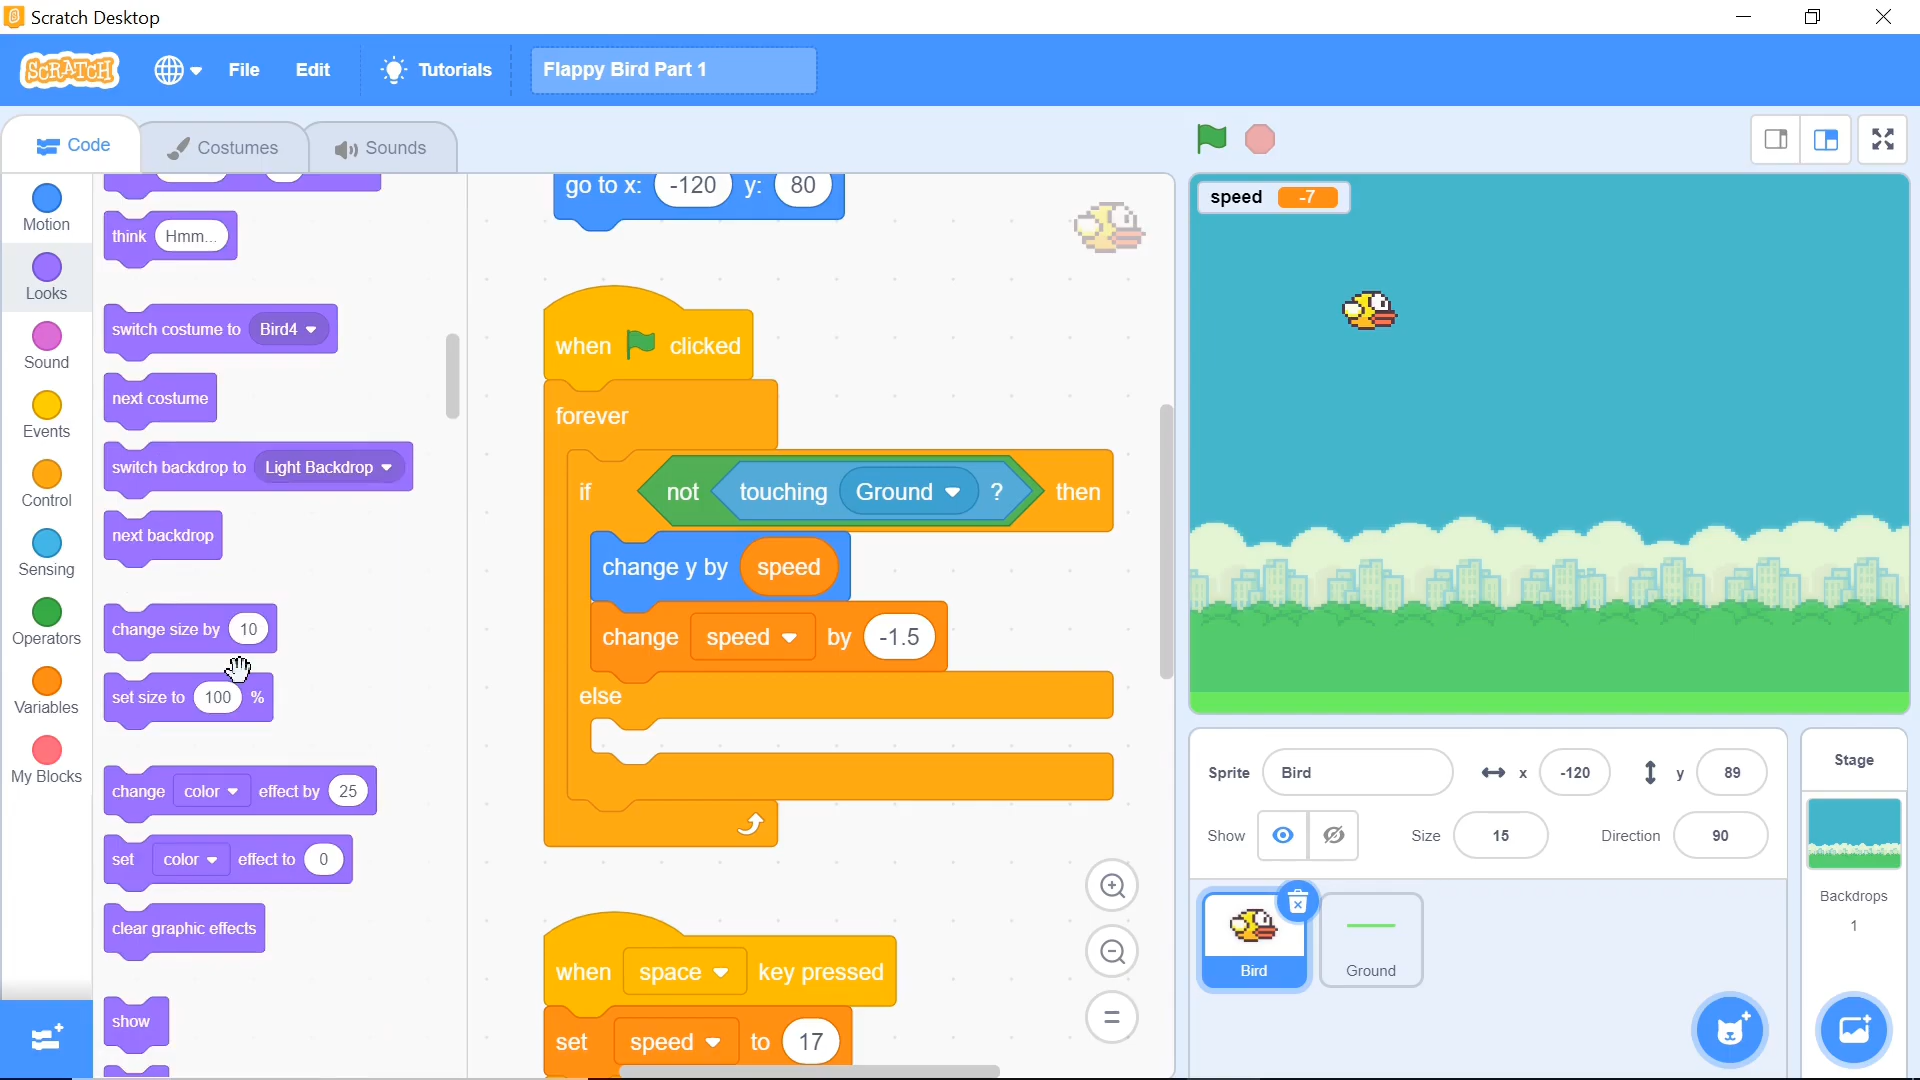 Scratch Desktop
SCRATCH
File
Edit
Tutorials
Flappy Bird Part 1
Code
Costumes
Sounds
Motion
Looks
Sound
Events
Control
Sensing
Operators
Variables
My Blocks
think Hmm...
switch costume to Bird4
next costume
switch backdrop to Light Backdrop
next backdrop
change size by 10
set size to 100 %
change color effect by 25
set color effect to 0
clear graphic effects
show
go to x: -120 y: 80
when clicked
forever
if not touching Ground ? then
change y by speed
change speed by -1.5
else
when space key pressed
set speed to 17
speed -7
Sprite Bird x -120 y 89
Show Size 15 Direction 90
Bird
Ground
Stage
Backdrops
1